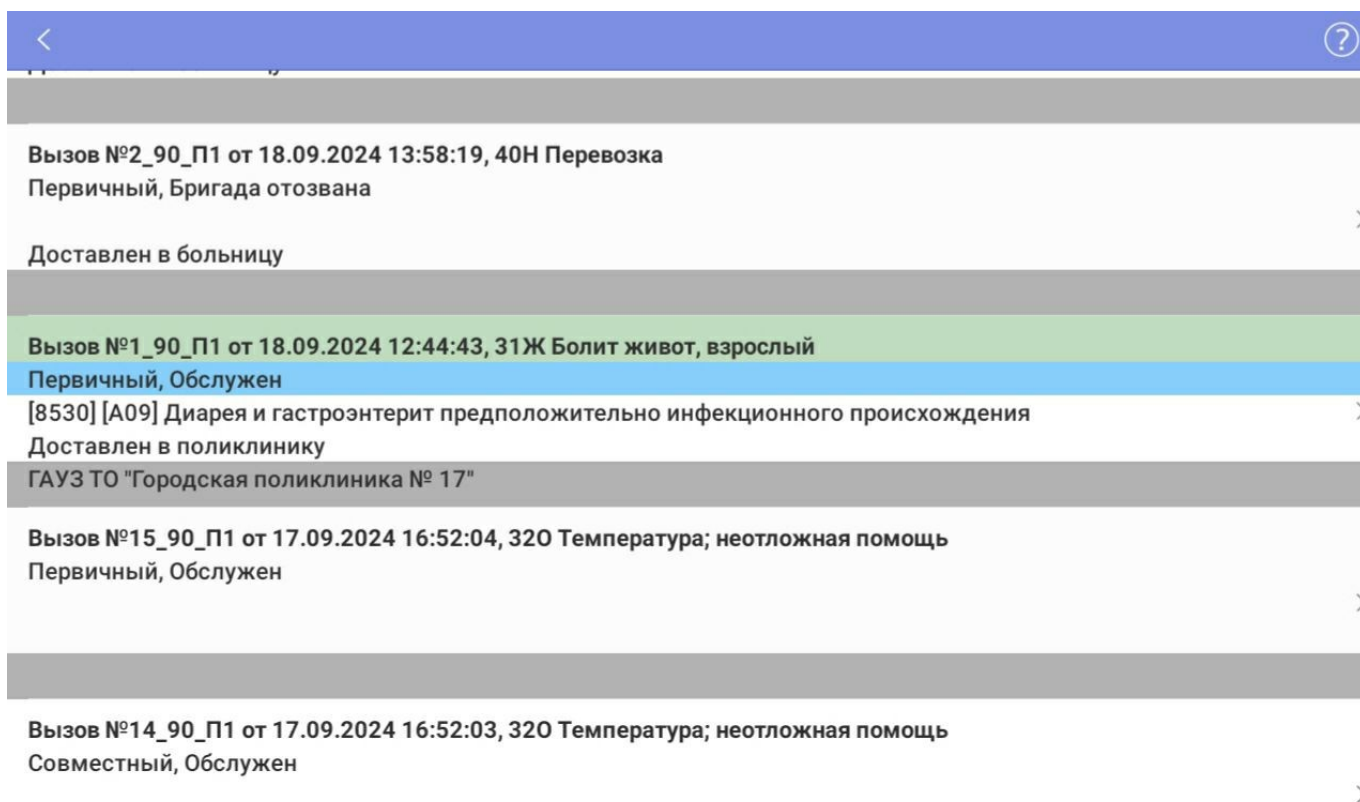 Вызов №2_90_П1 от 18.09.2024 13:58:19, 40Н Перевозка
Первичный, Бригада отозвана
Доставлен в больницу
Вызов №1_90_П1 от 18.09.2024 12:44:43, 31Ж Болит живот, взрослый
Первичный, Обслужен
[8530] [A09] Диарея и гастроэнтерит предположительно инфекционного происхождения
Доставлен в поликлинику
ГАУЗ ТО "Городская поликлиника № 17"
Вызов №15_90_П1 от 17.09.2024 16:52:04, 32О Температура; неотложная помощь
Первичный, Обслужен
Вызов №14_90_П1 от 17.09.2024 16:52:03, 32О Температура; неотложная помощь
Совместный, Обслужен